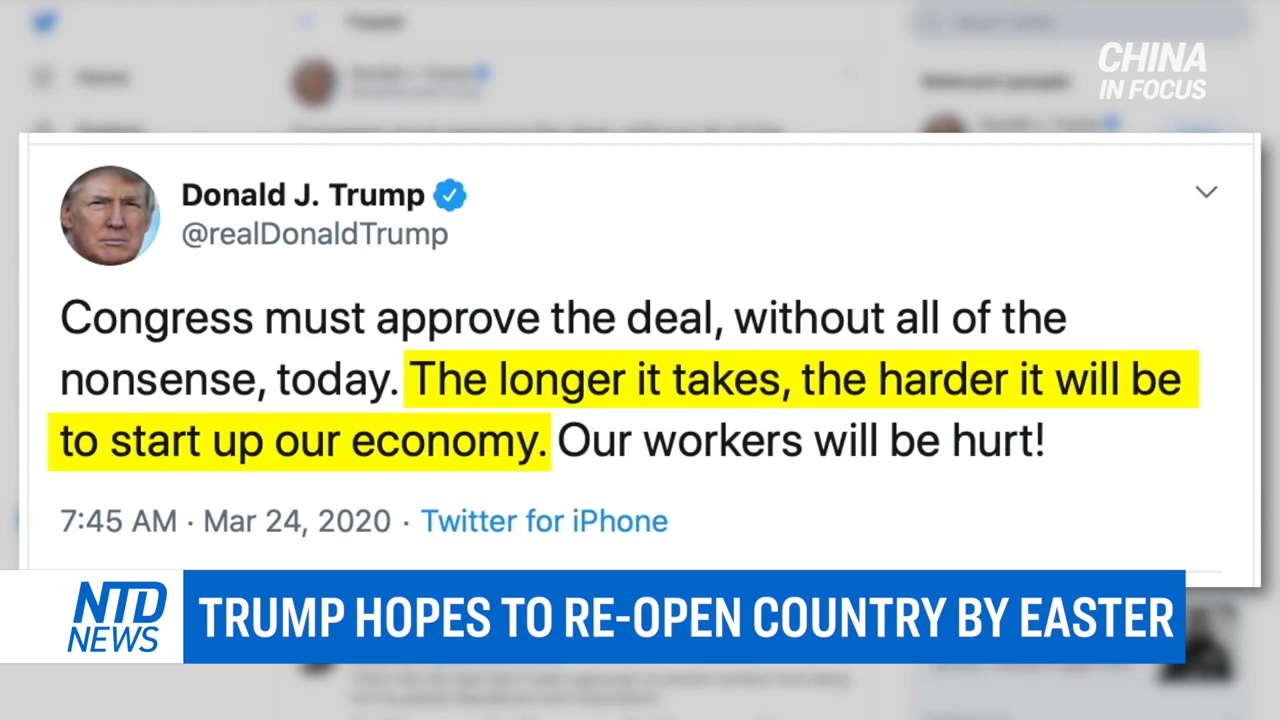 CHINA
IN FOCUS
Donald J. Trump
@realDonaldTrump
Congress must approve the deal, without all of the
nonsense, today. The longer it takes, the harder it will be
to start up our economy. Our workers will be hurt!
7:45 AM · Mar 24, 2020 · Twitter for iPhone
NTD
NEWS
TRUMP HOPES TO RE-OPEN COUNTRY BY EASTER